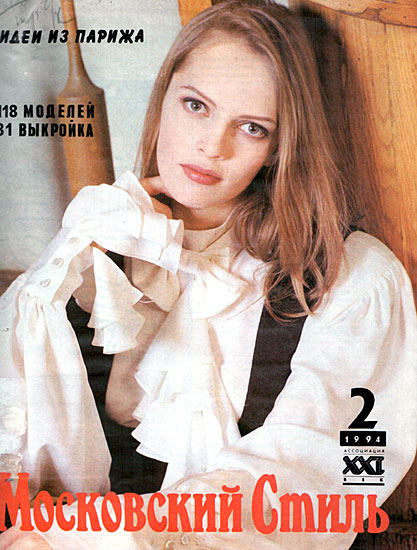 ИДЕИ ИЗ ПАРИЖА
118 МОДЕЛЕЙ
31 ВЫКРОЙКА
2
1994
АССОЦИАЦИЯ
XXI
ВЕК
Московский Стиль